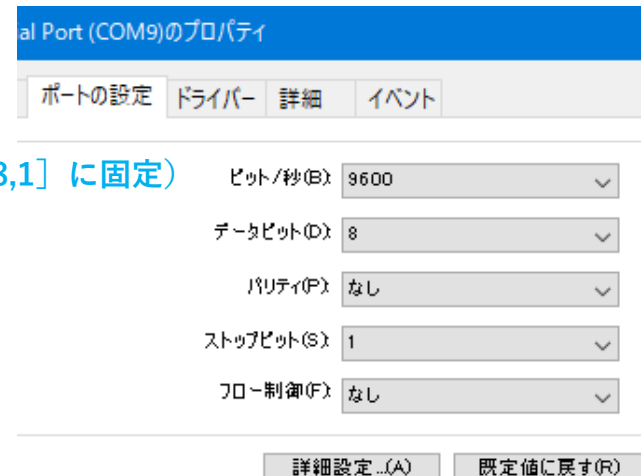 al Port (COM9)のプロパティ
ポートの設定 ドライバー 詳細 イベント
,1］に固定）
ビット/秒(B): 9600
データビット(D): 8
パリティ(P): なし
ストップビット(S): 1
フロー制御(F): なし
詳細設定...(A) 既定値に戻す(R)